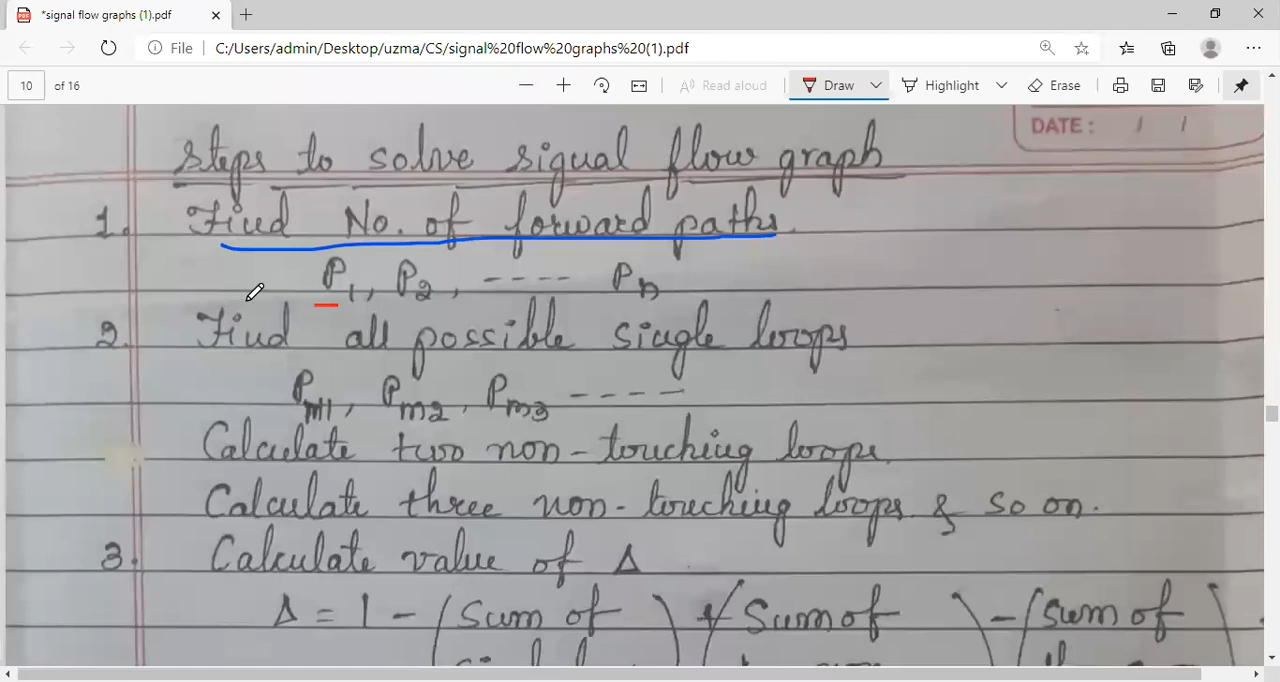 *signal flow graphs (1).pdf
File C:/Users/admin/Desktop/uzma/CS/signal%20flow%20graphs%20(1).pdf
10 of 16 Read aloud Draw Highlight Erase
DATE: / /
Steps to solve signal flow graph
1. Find No. of forward paths.
P1, P2, ---- Pn
2. Find all possible single loops
Pm1, Pm2, Pm3 ----
Calculate two non-touching loops.
Calculate three non-touching loops & so on.
3. Calculate value of Δ
Δ = 1 - (Sum of ) + (Sum of ) - (Sum of )